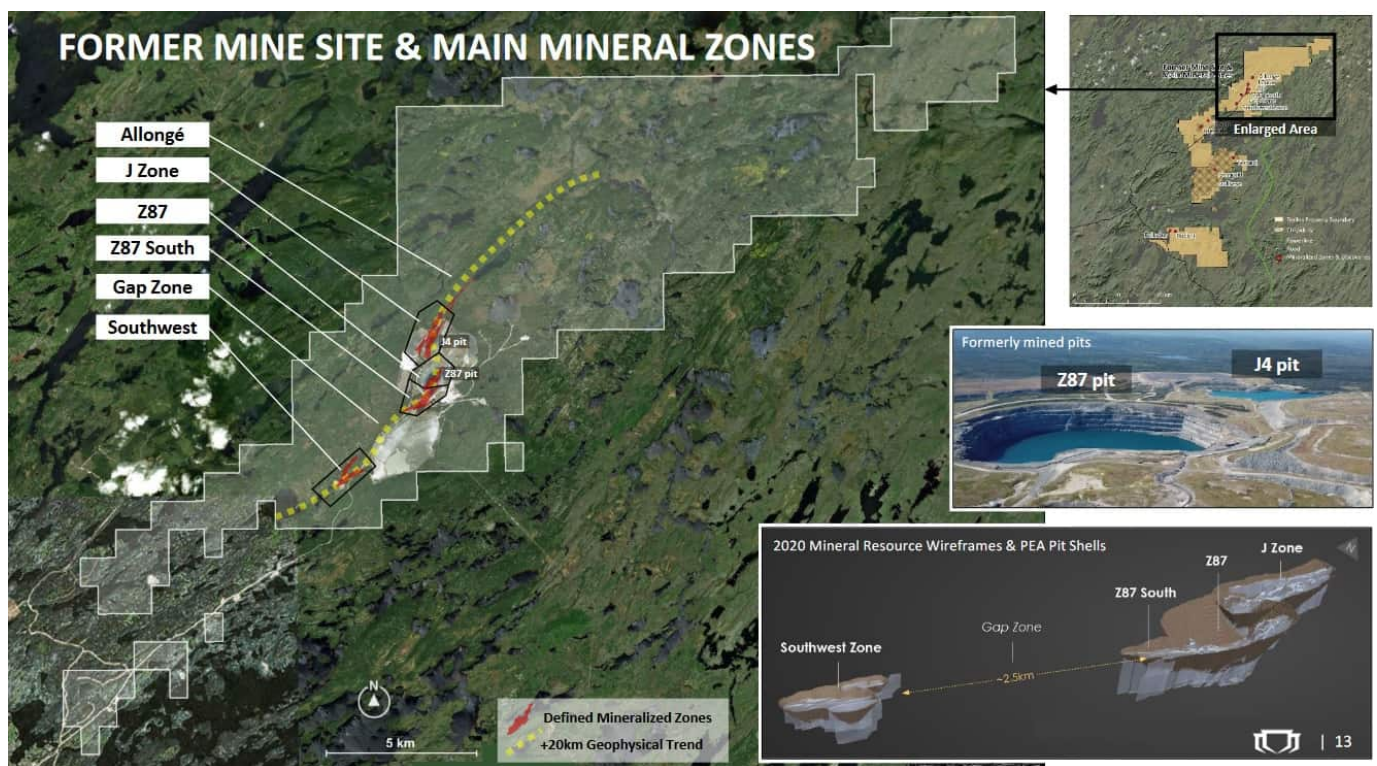 FORMER MINE SITE & MAIN MINERAL ZONES
Allongé
J Zone
Z87
Z87 South
Gap Zone
Southwest
J4 pit
Z87 pit
N
5 km
Defined Mineralized Zones
+20km Geophysical Trend
Enlarged Area
Formerly mined pits
Z87 pit
J4 pit
2020 Mineral Resource Wireframes & PEA Pit Shells
N
J Zone
Z87
Z87 South
Gap Zone
Southwest Zone
~2.5km
| 13